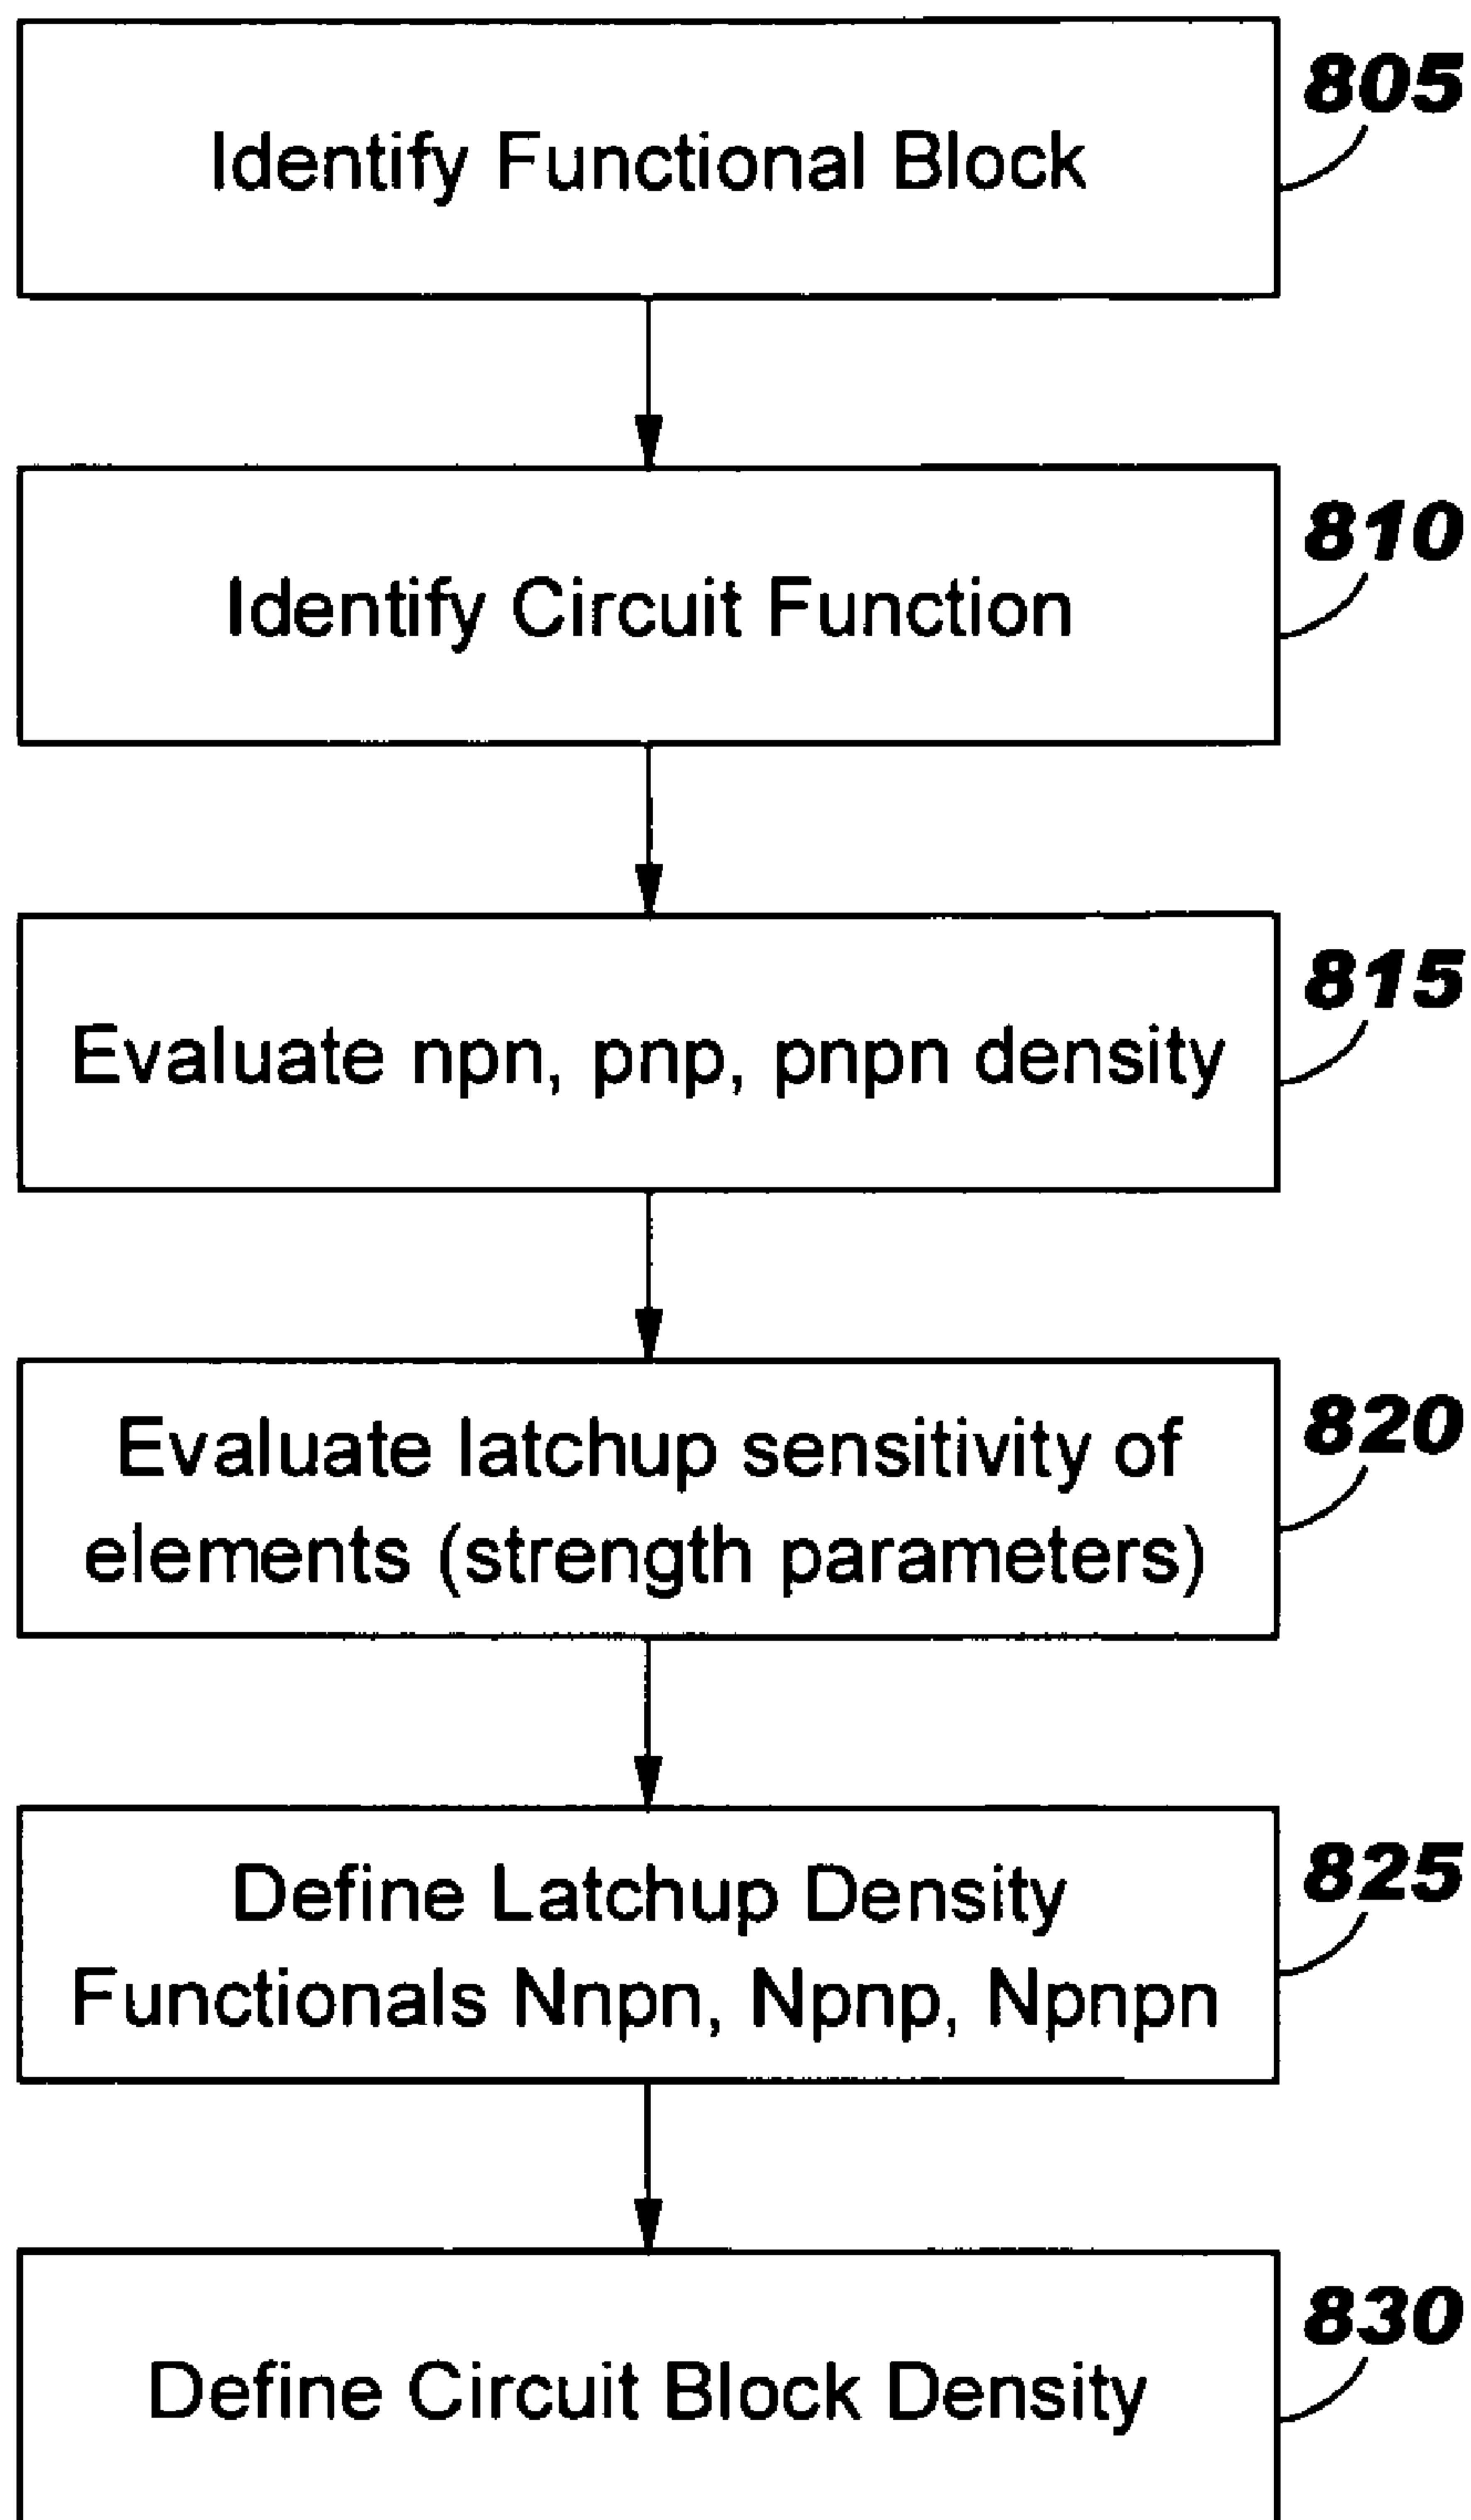 805
Identify Functional Block
810
Identify Circuit Function
815
Evaluate npn, pnp, pnpn density
820
Evaluate latchup sensitivity of
elements (strength parameters)
825
Define Latchup Density
Functionals Nnpn, Npnp, Npnpn
830
Define Circuit Block Density